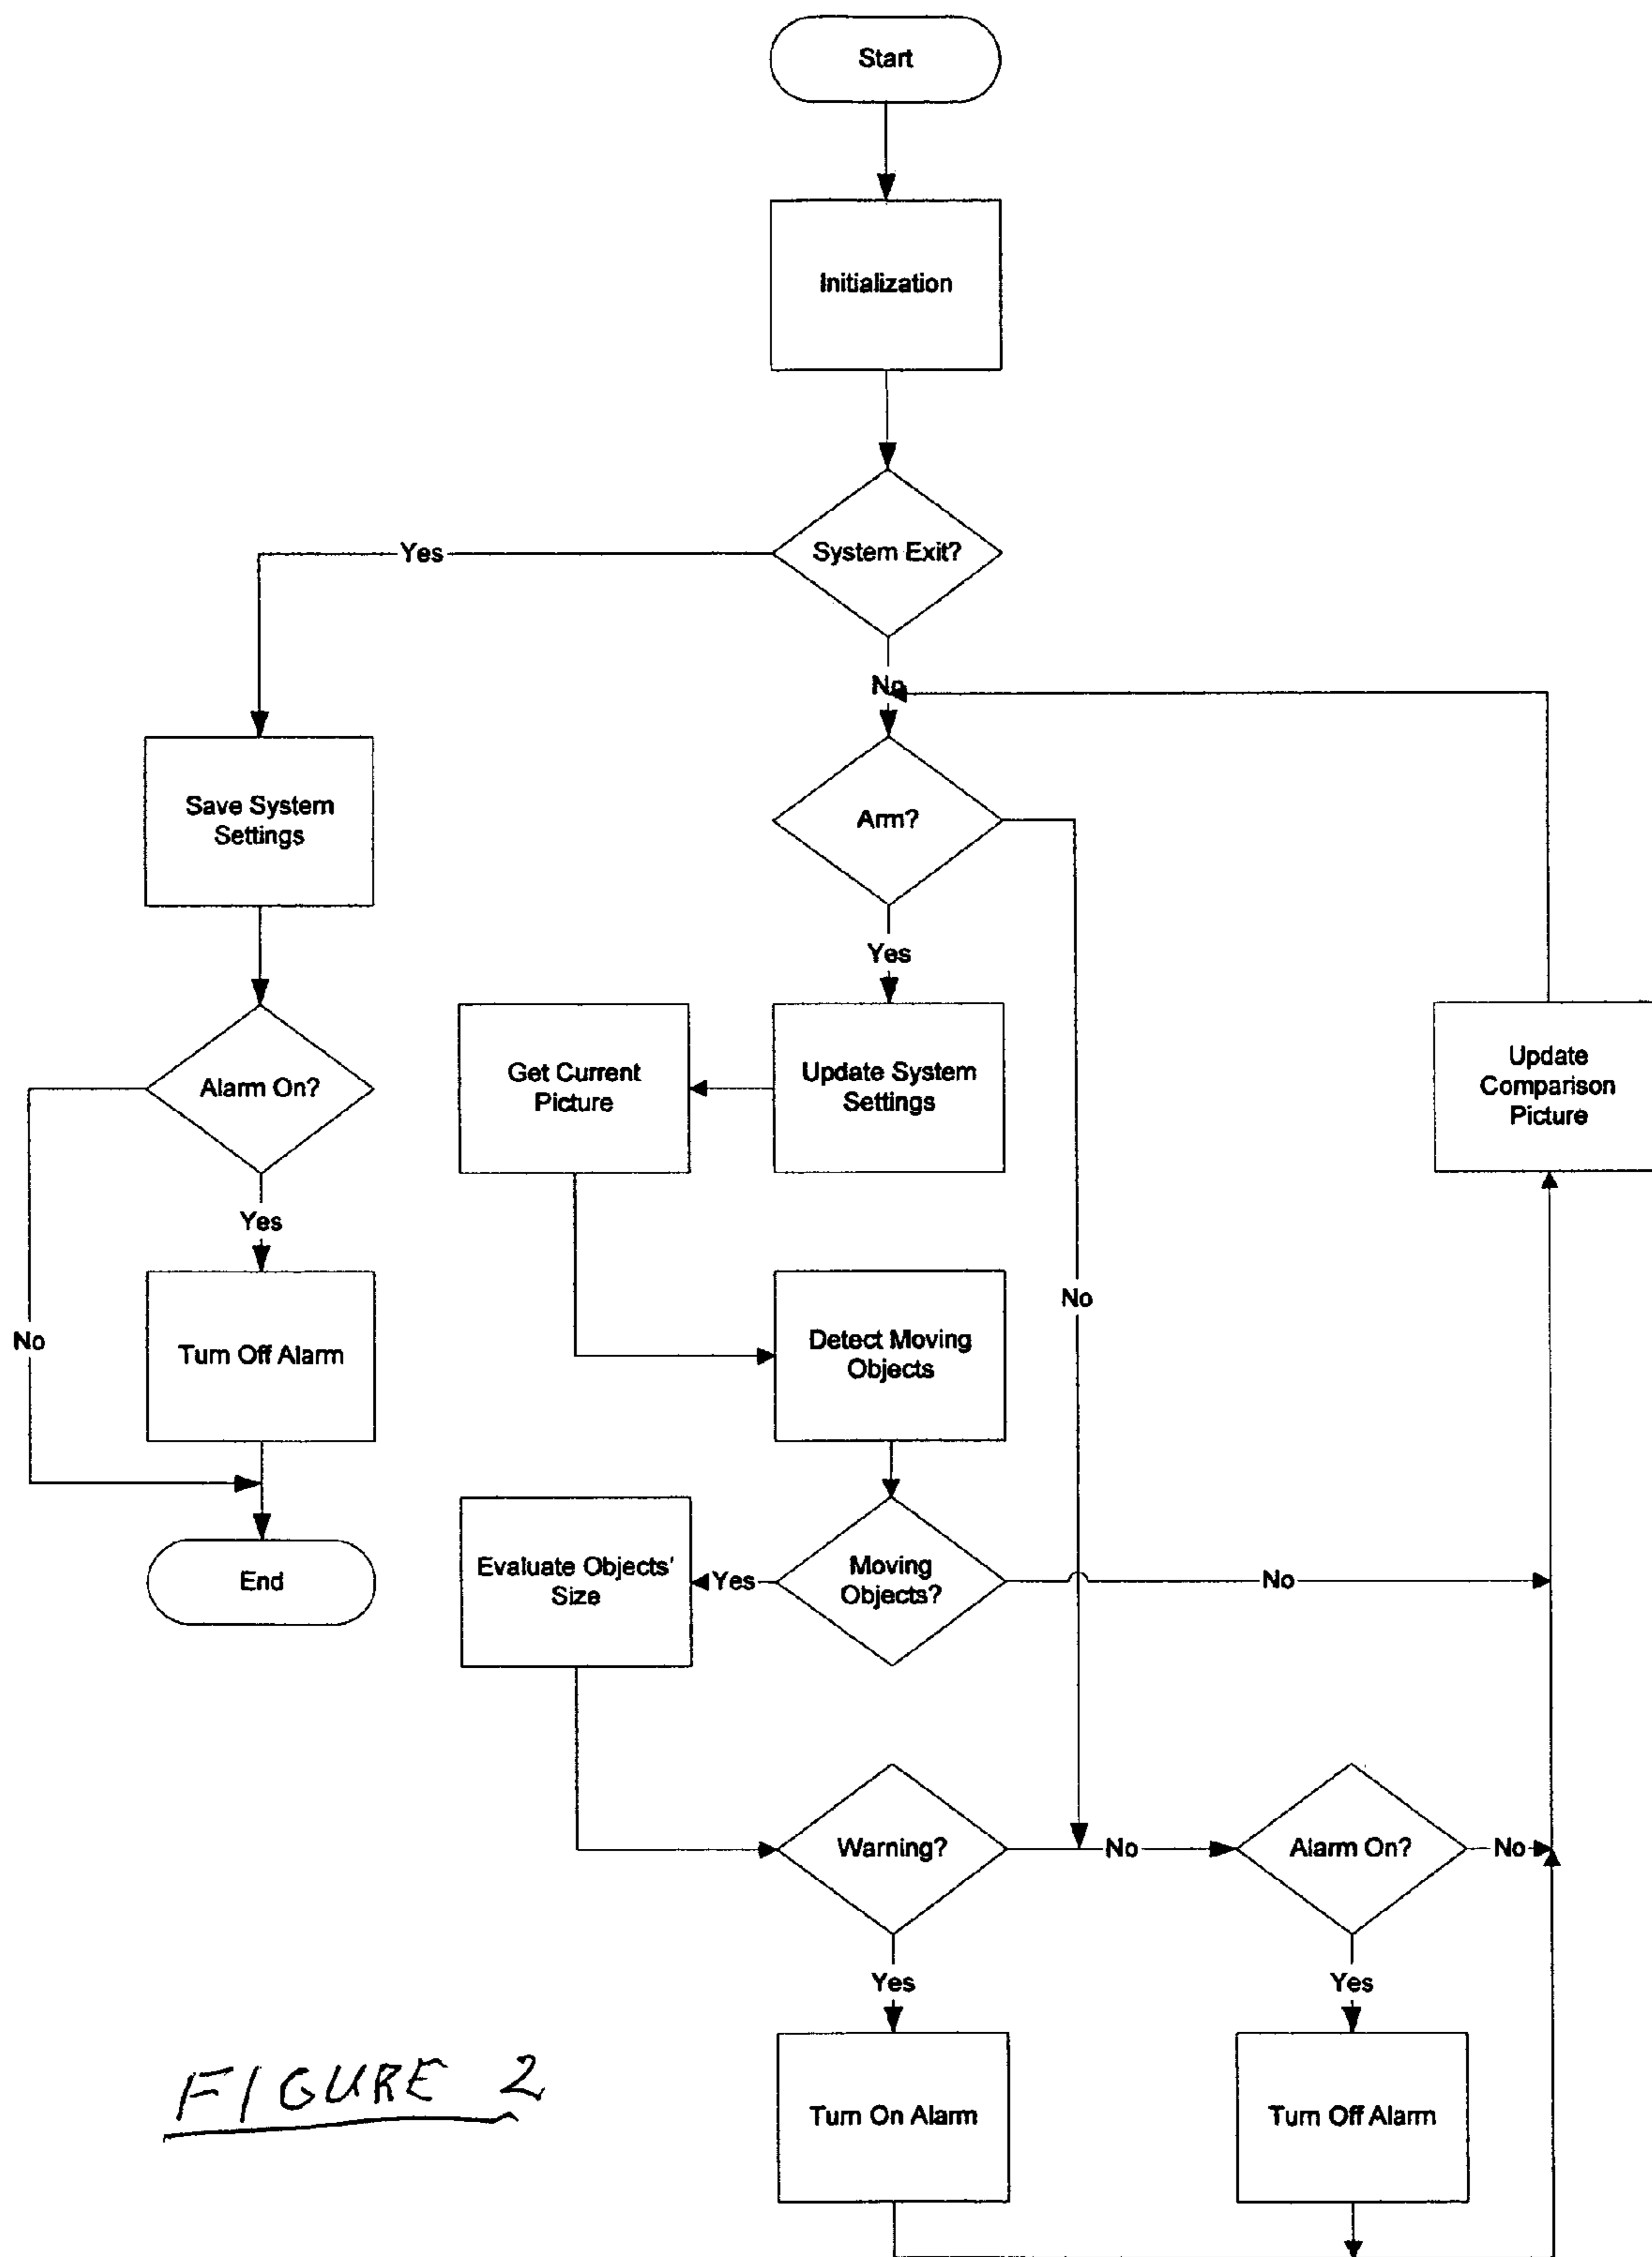 Start
Initialization
System Exit?
Yes
No
Save System
Settings
Arm?
Yes
Alarm On?
Get Current
Picture
Update System
Settings
Update
Comparison
Picture
Yes
No
No
Turn Off Alarm
Detect Moving
Objects
End
Evaluate Objects'
Size
Yes
Moving
Objects?
No
Warning?
No
Alarm On?
No
Yes
Yes
Turn On Alarm
Turn Off Alarm
FIGURE 2